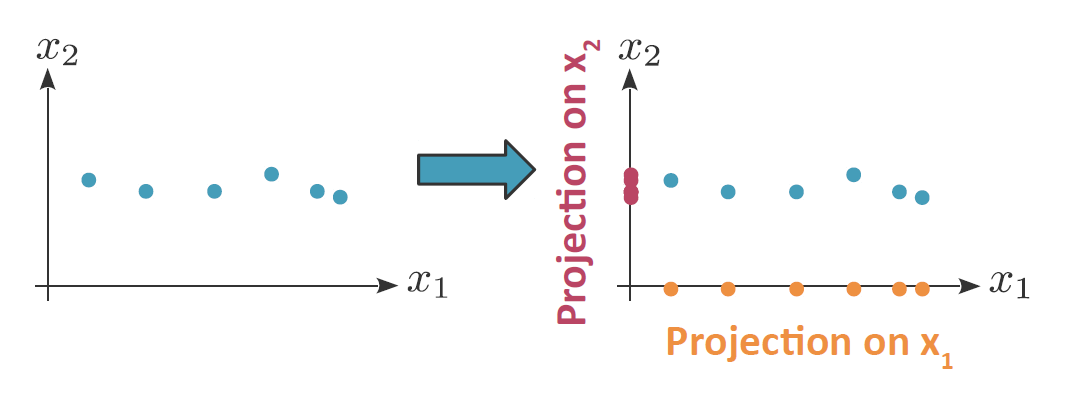 x₂
x₁
Projection on x₂
x₂
x₁
Projection on x₁